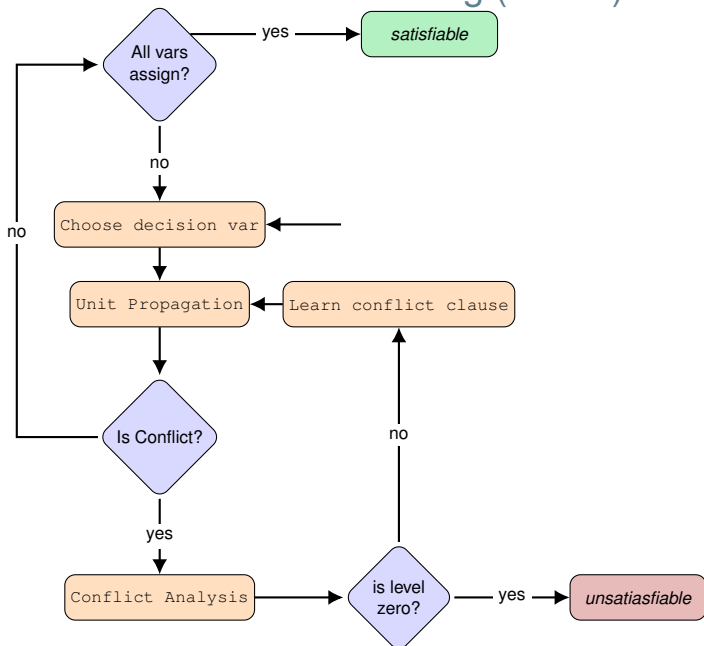 yes
satisfiable
All vars
assign?
no
Choose decision var
no
Unit Propagation
Learn conflict clause
Is Conflict?
no
yes
Conflict Analysis
is level
zero?
yes
unsatiasfiable